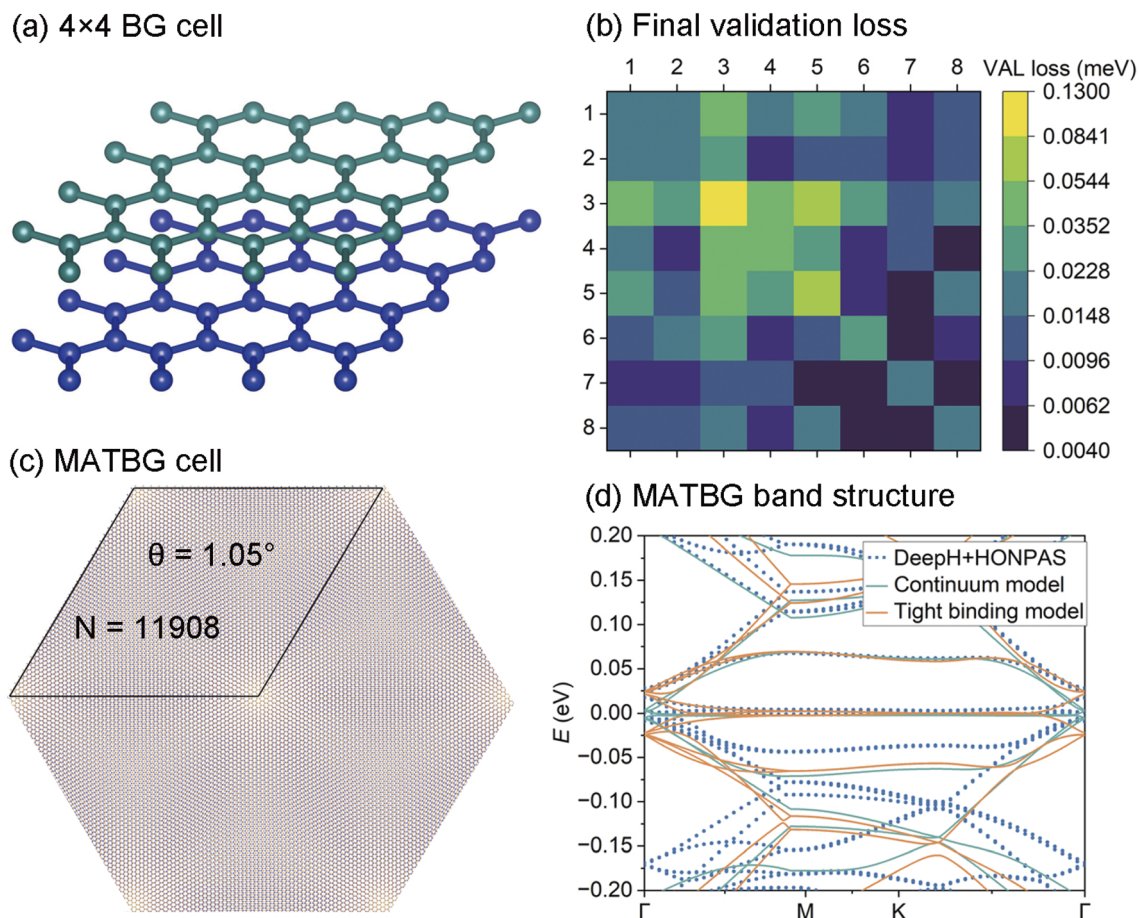 (a) 4×4 BG cell
(b) Final validation loss
1 2 3 4 5 6 7 8
VAL loss (meV)
1
2
3
4
5
6
7
8
0.1300
0.0841
0.0544
0.0352
0.0228
0.0148
0.0096
0.0062
0.0040
(c) MATBG cell
θ = 1.05°
N = 11908
(d) MATBG band structure
DeepH+HONPAS
Continuum model
Tight binding model
E (eV)
0.20
0.15
0.10
0.05
0.00
−0.05
−0.10
−0.15
−0.20
Γ M K Γ